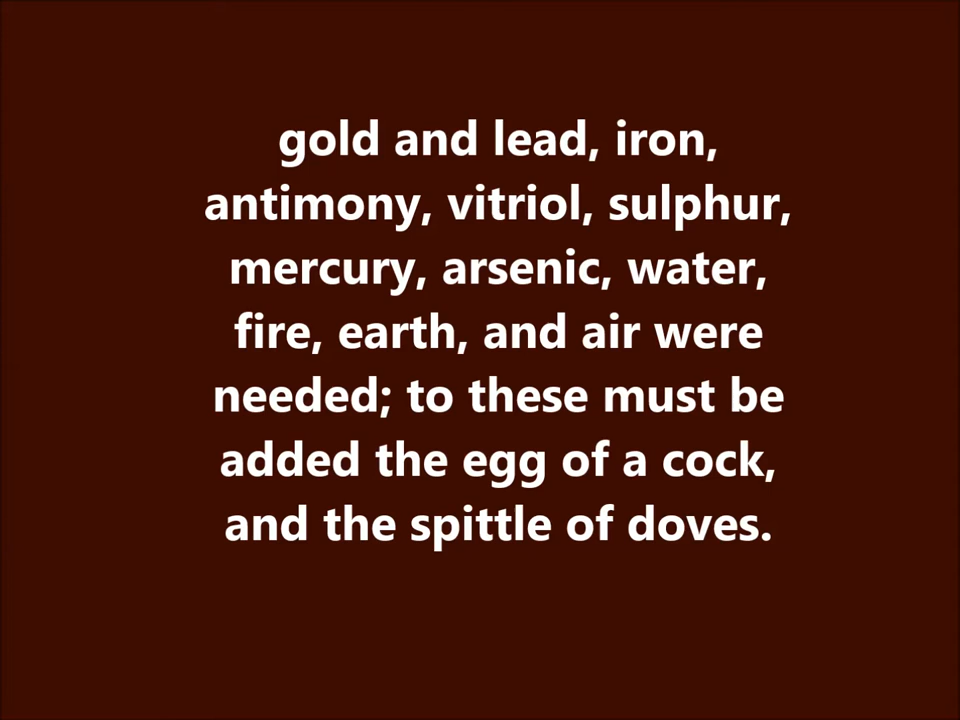 gold and lead, iron,
antimony, vitriol, sulphur,
mercury, arsenic, water,
fire, earth, and air were
needed; to these must be
added the egg of a cock,
and the spittle of doves.